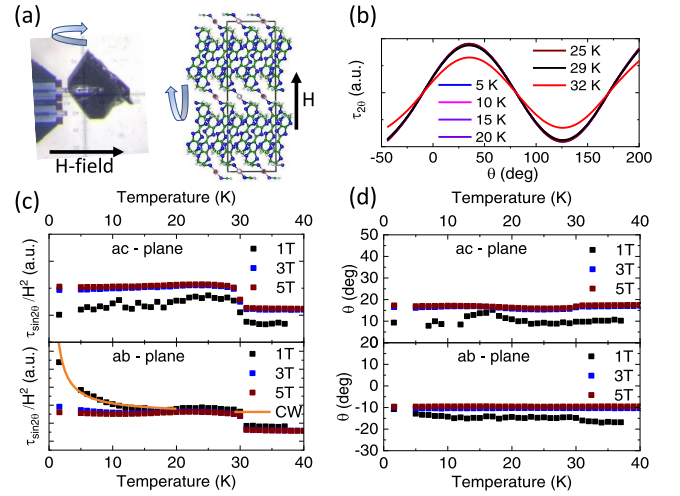 (a)
H-field
H
(b)
τ2θ (a.u.)
25 K
29 K
32 K
5 K
10 K
15 K
20 K
-50 0 50 100 150 200
θ (deg)
(c)
Temperature (K)
0 10 20 30 40
τsin2θ /H² (a.u.)
ac - plane
1T
3T
5T
τsin2θ /H² (a.u.)
ab - plane
1T
3T
5T
CW
0 10 20 30 40
Temperature (K)
(d)
Temperature (K)
0 10 20 30 40
θ (deg)
50
40
30
20
10
0
ac - plane
1T
3T
5T
θ (deg)
20
10
0
-10
-20
-30
ab - plane
1T
3T
5T
0 10 20 30 40
Temperature (K)